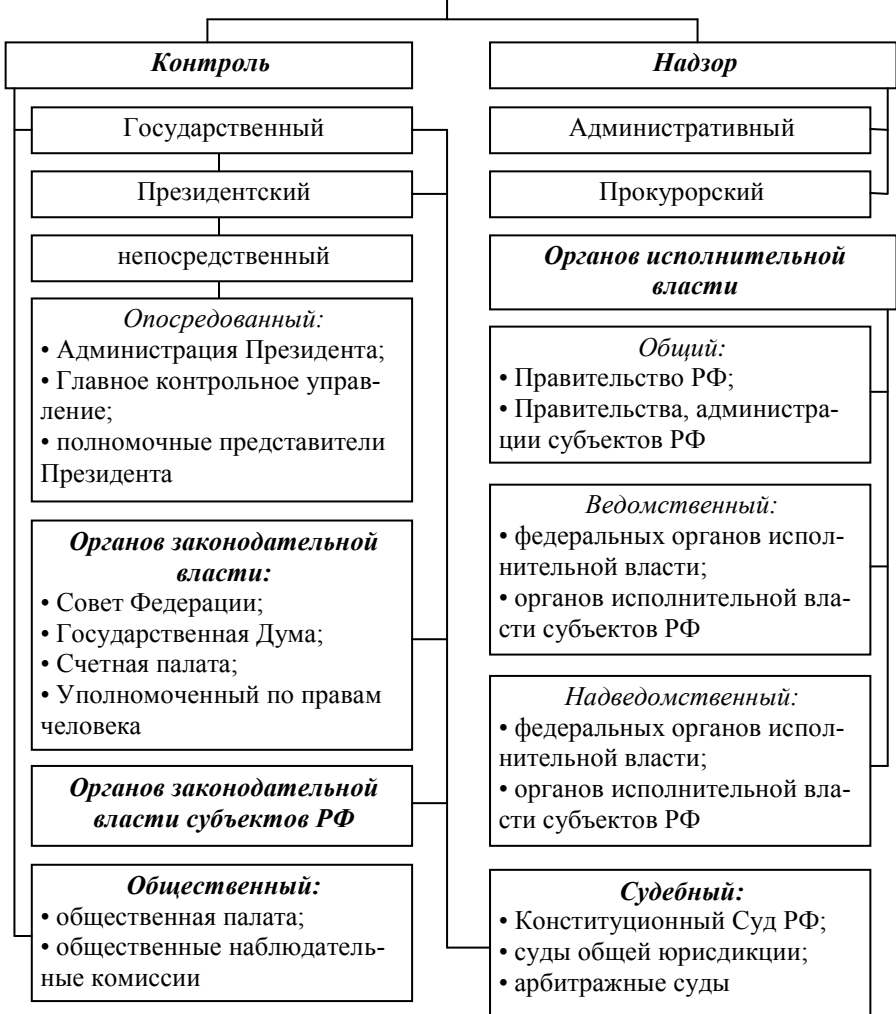 Контроль
Государственный
Президентский
непосредственный
Опосредованный:
• Администрация Президента;
• Главное контрольное управ-
ление;
• полномочные представители
Президента
Органов законодательной
власти:
• Совет Федерации;
• Государственная Дума;
• Счетная палата;
• Уполномоченный по правам
человека
Органов законодательной
власти субъектов РФ
Общественный:
• общественная палата;
• общественные наблюдатель-
ные комиссии
Надзор
Административный
Прокурорский
Органов исполнительной
власти
Общий:
• Правительство РФ;
• Правительства, администра-
ции субъектов РФ
Ведомственный:
• федеральных органов испол-
нительной власти;
• органов исполнительной вла-
сти субъектов РФ
Надведомственный:
• федеральных органов испол-
нительной власти;
• органов исполнительной вла-
сти субъектов РФ
Судебный:
• Конституционный Суд РФ;
• суды общей юрисдикции;
• арбитражные суды